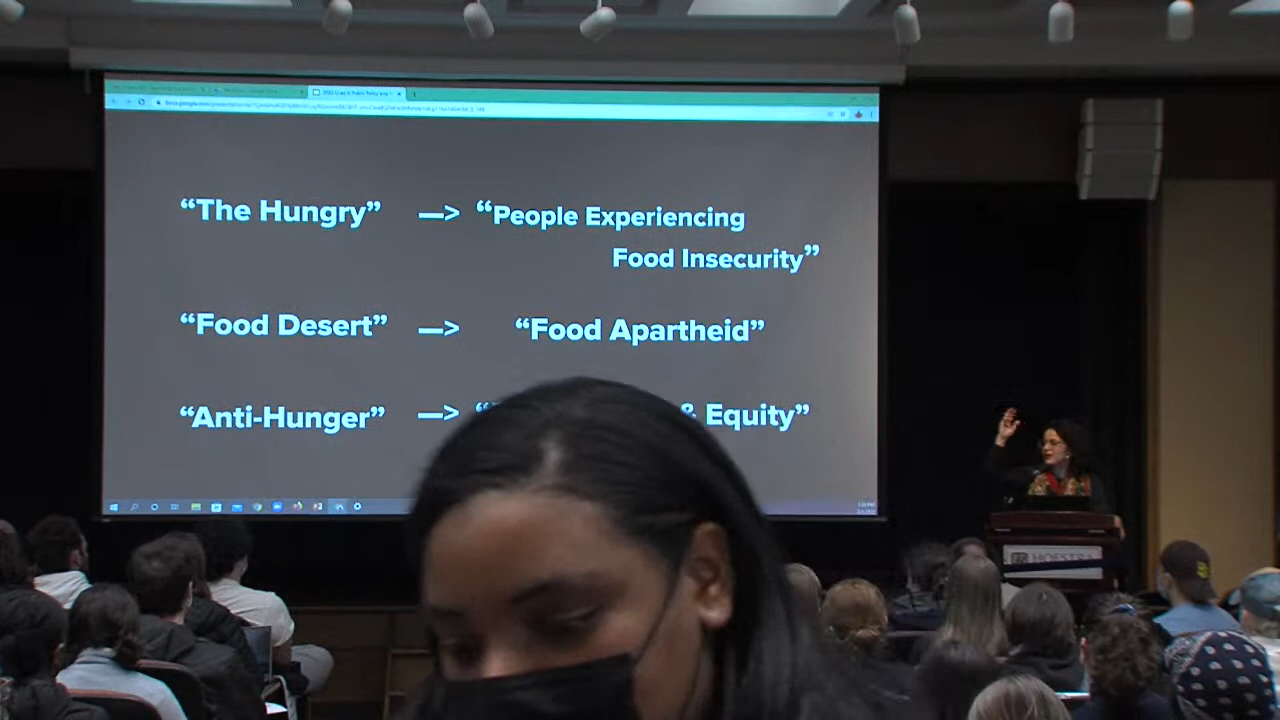 “The Hungry” —> “People Experiencing
Food Insecurity”
“Food Desert” —> “Food Apartheid”
“Anti-Hunger” —> & Equity”
HOFSTRA